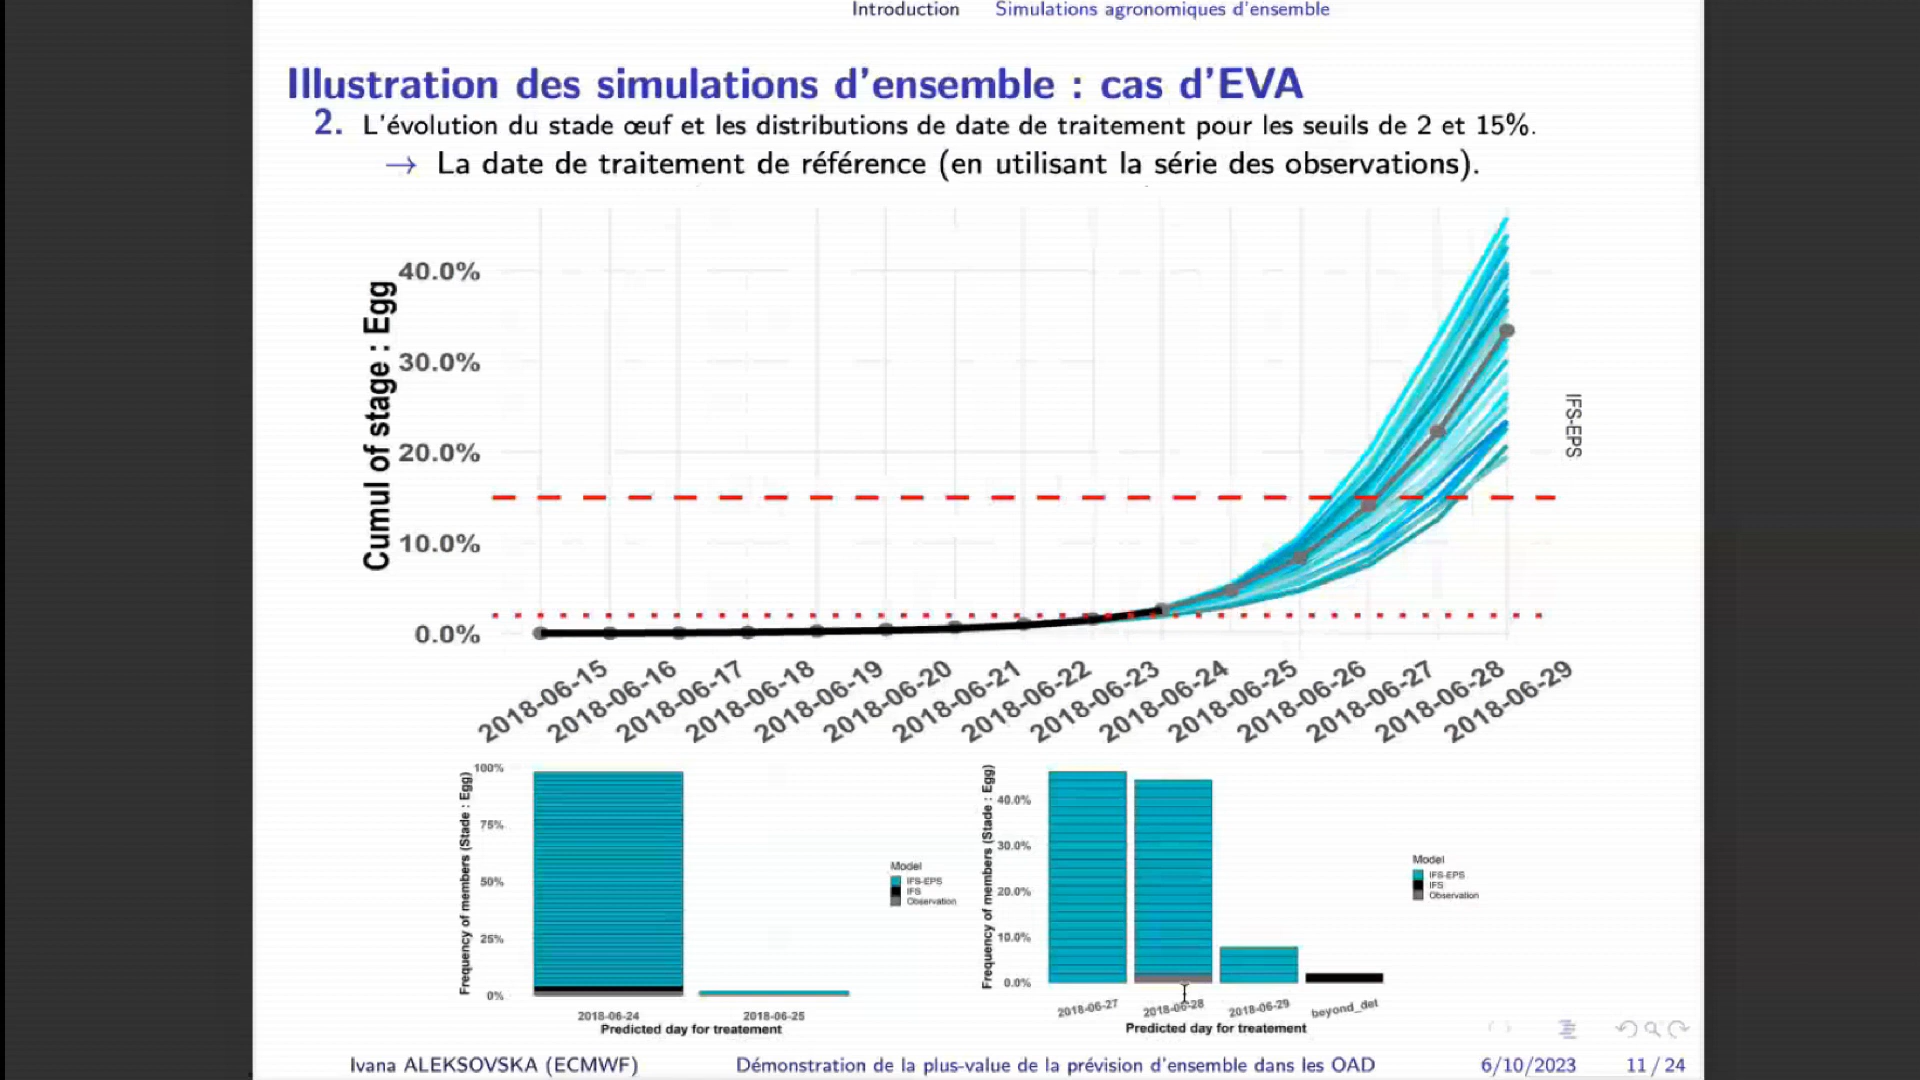 Introduction Simulations agronomiques d'ensemble
Illustration des simulations d'ensemble : cas d'EVA
2. L'évolution du stade œuf et les distributions de date de traitement pour les seuils de 2 et 15%.
→ La date de traitement de référence (en utilisant la série des observations).
Cumul of stage : Egg
40.0%
30.0%
20.0%
10.0%
0.0%
IFS-EPS
2018-06-15
2018-06-16
2018-06-17
2018-06-18
2018-06-19
2018-06-20
2018-06-21
2018-06-22
2018-06-23
2018-06-24
2018-06-25
2018-06-26
2018-06-27
2018-06-28
2018-06-29
Frequency of members (Stade : Egg)
100%
75%
50%
25%
0%
2018-06-24 2018-06-25
Predicted day for treatement
Model
IFS-EPS
IFS
Observation
Frequency of members (Stade : Egg)
40.0%
30.0%
20.0%
10.0%
0.0%
2018-06-27 2018-06-28 2018-06-29 beyond_det
Predicted day for treatement
Model
IFS-EPS
IFS
Observation
Ivana ALEKSOVSKA (ECMWF) Démonstration de la plus-value de la prévision d'ensemble dans les OAD 6/10/2023 11 / 24